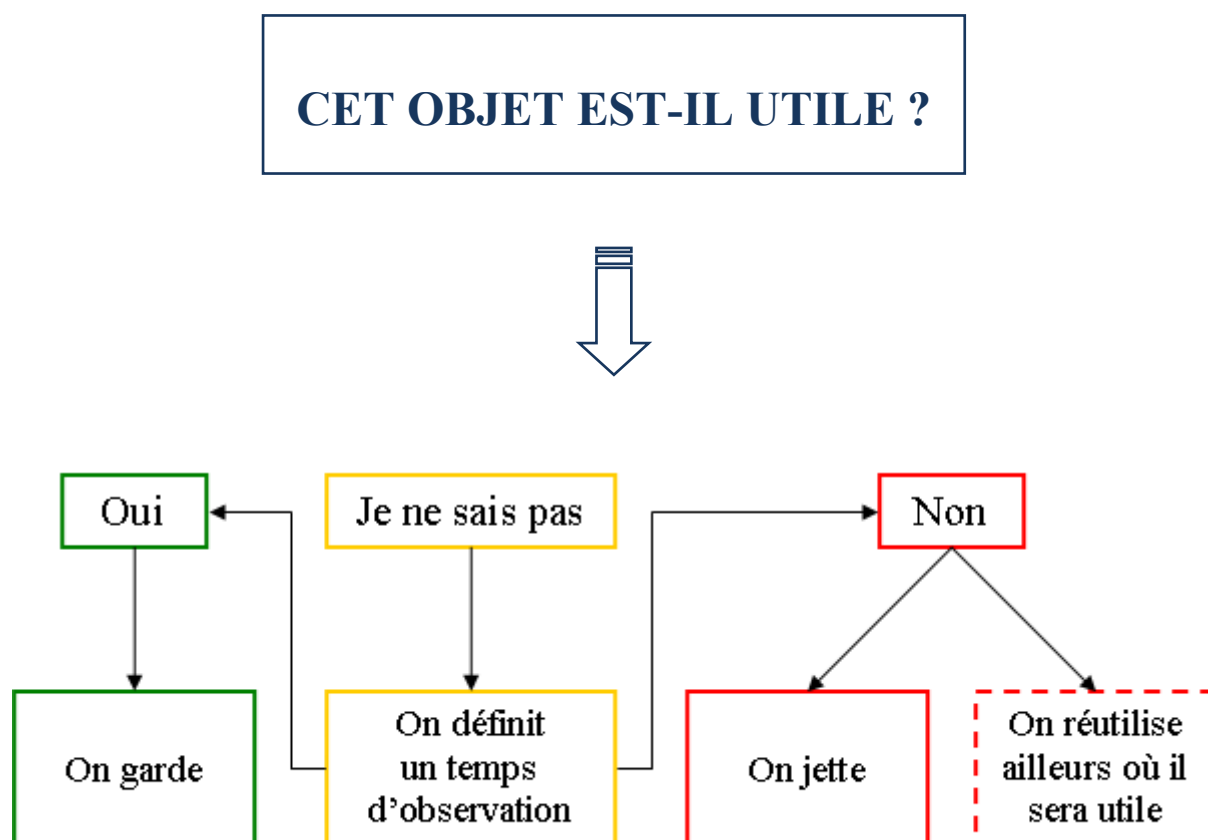 CET OBJET EST-IL UTILE ?
Oui
Je ne sais pas
Non
On garde
On définit
un temps
d'observation
On jette
On réutilise
ailleurs où il
sera utile